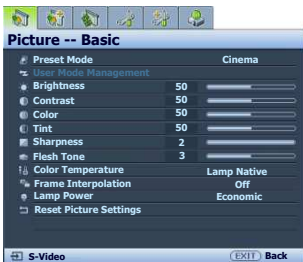 Picture -- Basic
Preset Mode Cinema
User Mode Management
Brightness 50
Contrast 50
Color 50
Tint 50
Sharpness 2
Flesh Tone 3
Color Temperature Lamp Native
Frame Interpolation Off
Lamp Power Economic
Reset Picture Settings
S-Video EXIT Back